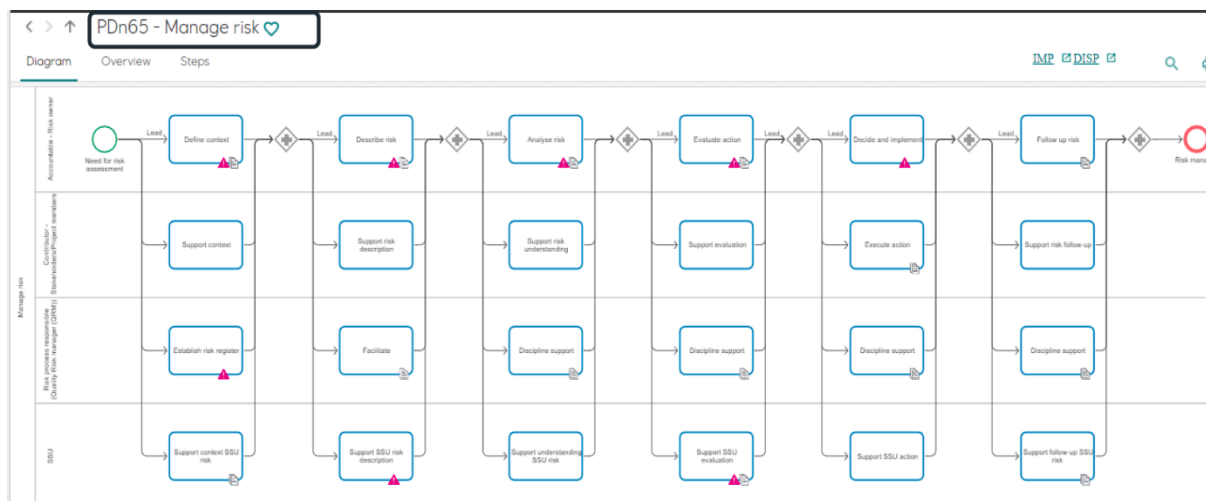 PDn65 - Manage risk
Diagram Overview Steps
IMP DISP
Manage risk
Accountable - Risk owner
Need for risk
assessment
Lead
Define context
Lead
Describe risk
Lead
Analyse risk
Lead
Evaluate action
Lead
Decide and implement
Lead
Follow up risk
Risk mana
Contributor -
Stakeholders/Project members
Support context
Support risk
description
Support risk
understanding
Support evaluation
Execute action
Support risk follow-up
Risk process responsible
(Quality Risk manager (QRM))
Establish risk register
Facilitate
Discipline support
Discipline support
Discipline support
Discipline support
SSU
Support context SSU
risk
Support SSU risk
description
Support understanding
SSU risk
Support SSU
evaluation
Support SSU action
Support follow-up SSU
risk